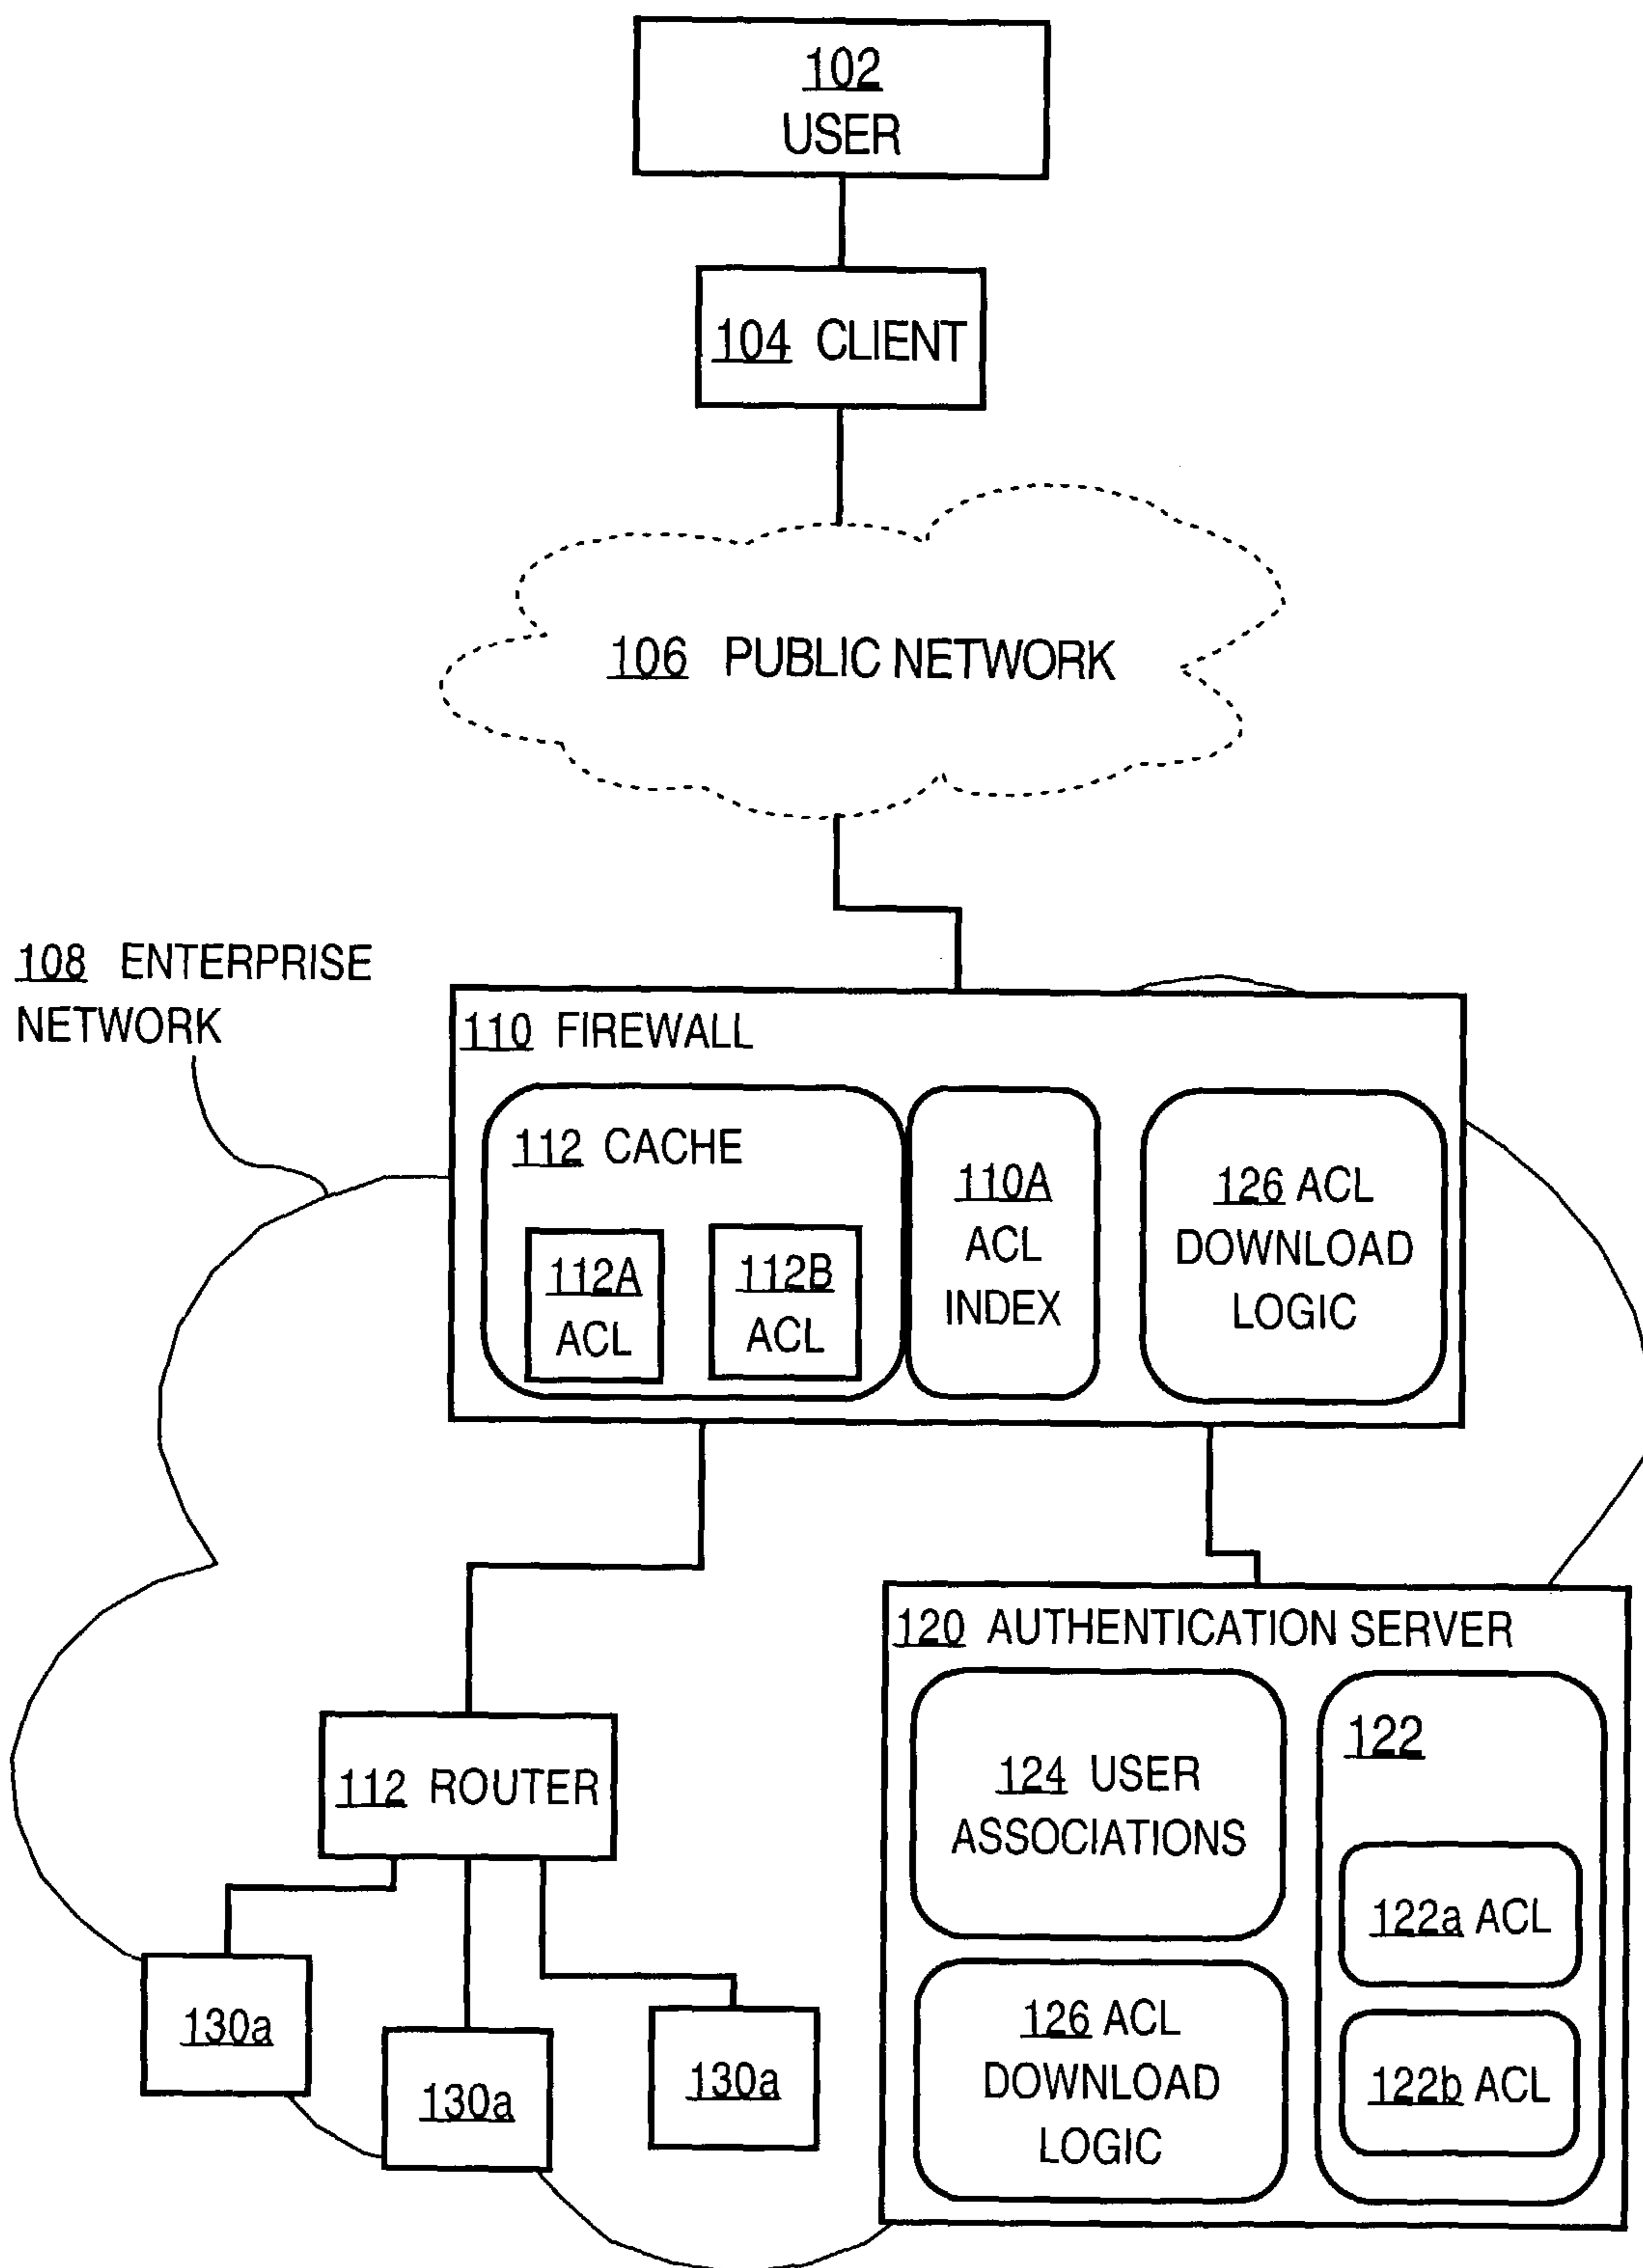 102
USER
104 CLIENT
106 PUBLIC NETWORK
108 ENTERPRISE
NETWORK
110 FIREWALL
112 CACHE
112A
ACL
112B
ACL
110A
ACL
INDEX
126 ACL
DOWNLOAD
LOGIC
112 ROUTER
130a
130a
130a
120 AUTHENTICATION SERVER
124 USER
ASSOCIATIONS
126 ACL
DOWNLOAD
LOGIC
122
122a ACL
122b ACL